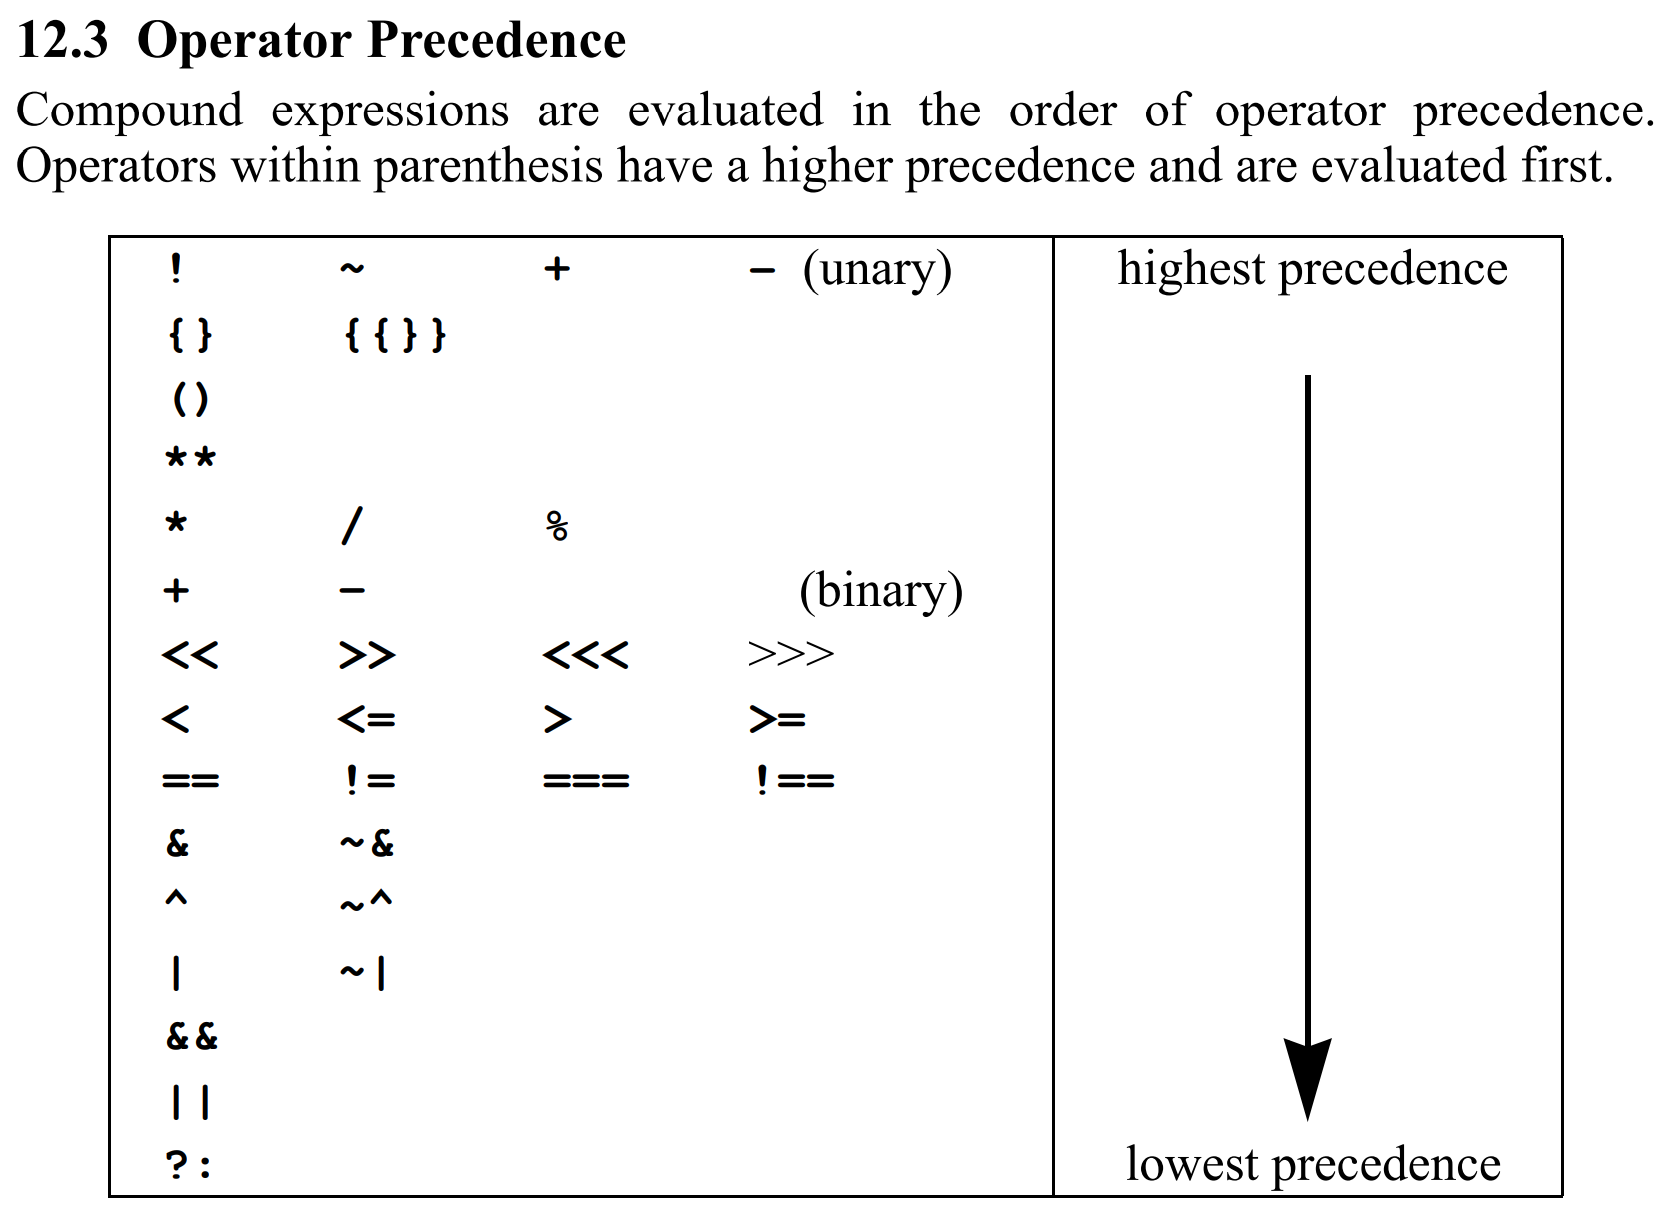 12.3 Operator Precedence
Compound expressions are evaluated in the order of operator precedence.
Operators within parenthesis have a higher precedence and are evaluated first.
! ~ + - (unary) highest precedence
{} {{}}
()
**
* / %
+ - (binary)
<< >> <<< >>>
< <= > >=
== != === !==
& ~&
^ ~^
| ~|
&&
||
?: lowest precedence